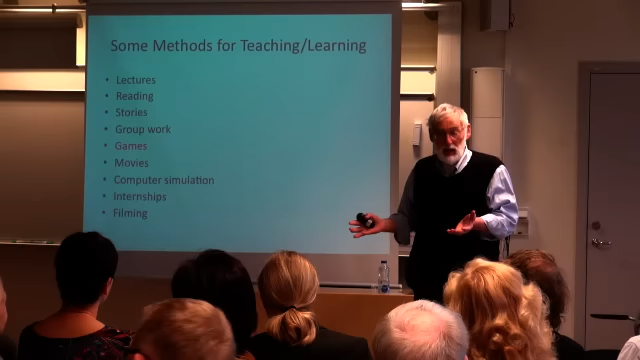 Some Methods for Teaching/Learning
• Lectures
• Reading
• Stories
• Group work
• Games
• Movies
• Computer simulation
• Internships
• Filming